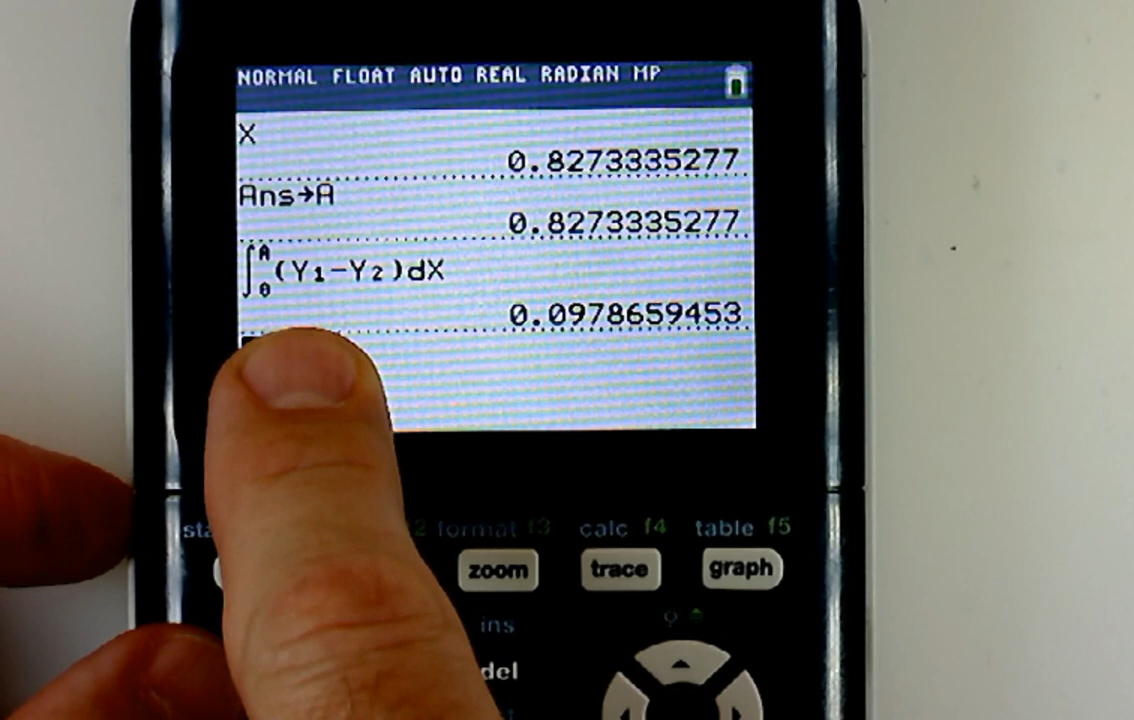 NORMAL FLOAT AUTO REAL RADIAN MP
X
0.8273335277
Ans→A
0.8273335277
∫₀ᴬ(Y₁-Y₂)dX
0.0978659453
format f3 calc f4 table f5
zoom trace graph
ins
del